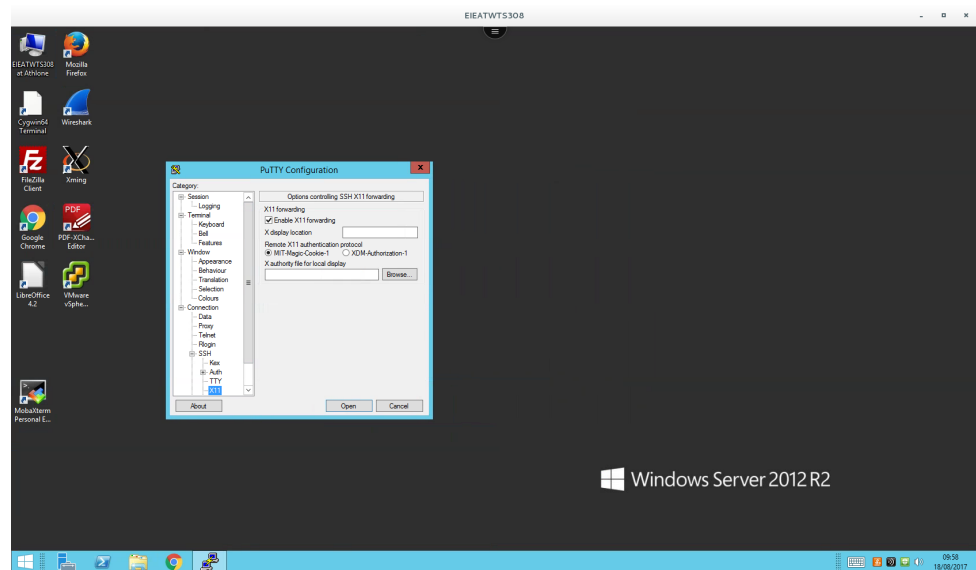 EIEATWTS308
EIEATWTS308
at Athlone
Mozilla
Firefox
Cygwin64
Terminal
Wireshark
FileZilla
Client
Xming
Google
Chrome
PDF
PDF-XCha...
Editor
LibreOffice
4.2
VMware
vSphe...
MobaXterm
Personal E...
PuTTY Configuration
x
Category:
Session
Logging
Terminal
Keyboard
Bell
Features
Window
Appearance
Behaviour
Translation
Selection
Colours
Connection
Data
Proxy
Telnet
Rlogin
SSH
Kex
Auth
TTY
X11
Options controlling SSH X11 forwarding
X11 forwarding
Enable X11 forwarding
X display location
Remote X11 authentication protocol
MIT-Magic-Cookie-1
XDM-Authorization-1
X authority file for local display
Browse...
About
Open
Cancel
Windows Server 2012 R2
09:58
18/08/2017